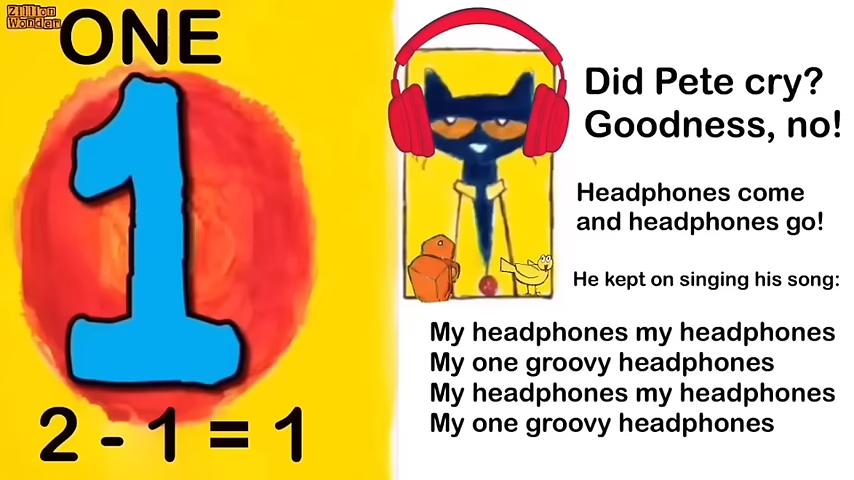 Zillion
Wonder
ONE
1
2 - 1 = 1
Did Pete cry?
Goodness, no!
Headphones come
and headphones go!
He kept on singing his song:
My headphones my headphones
My one groovy headphones
My headphones my headphones
My one groovy headphones